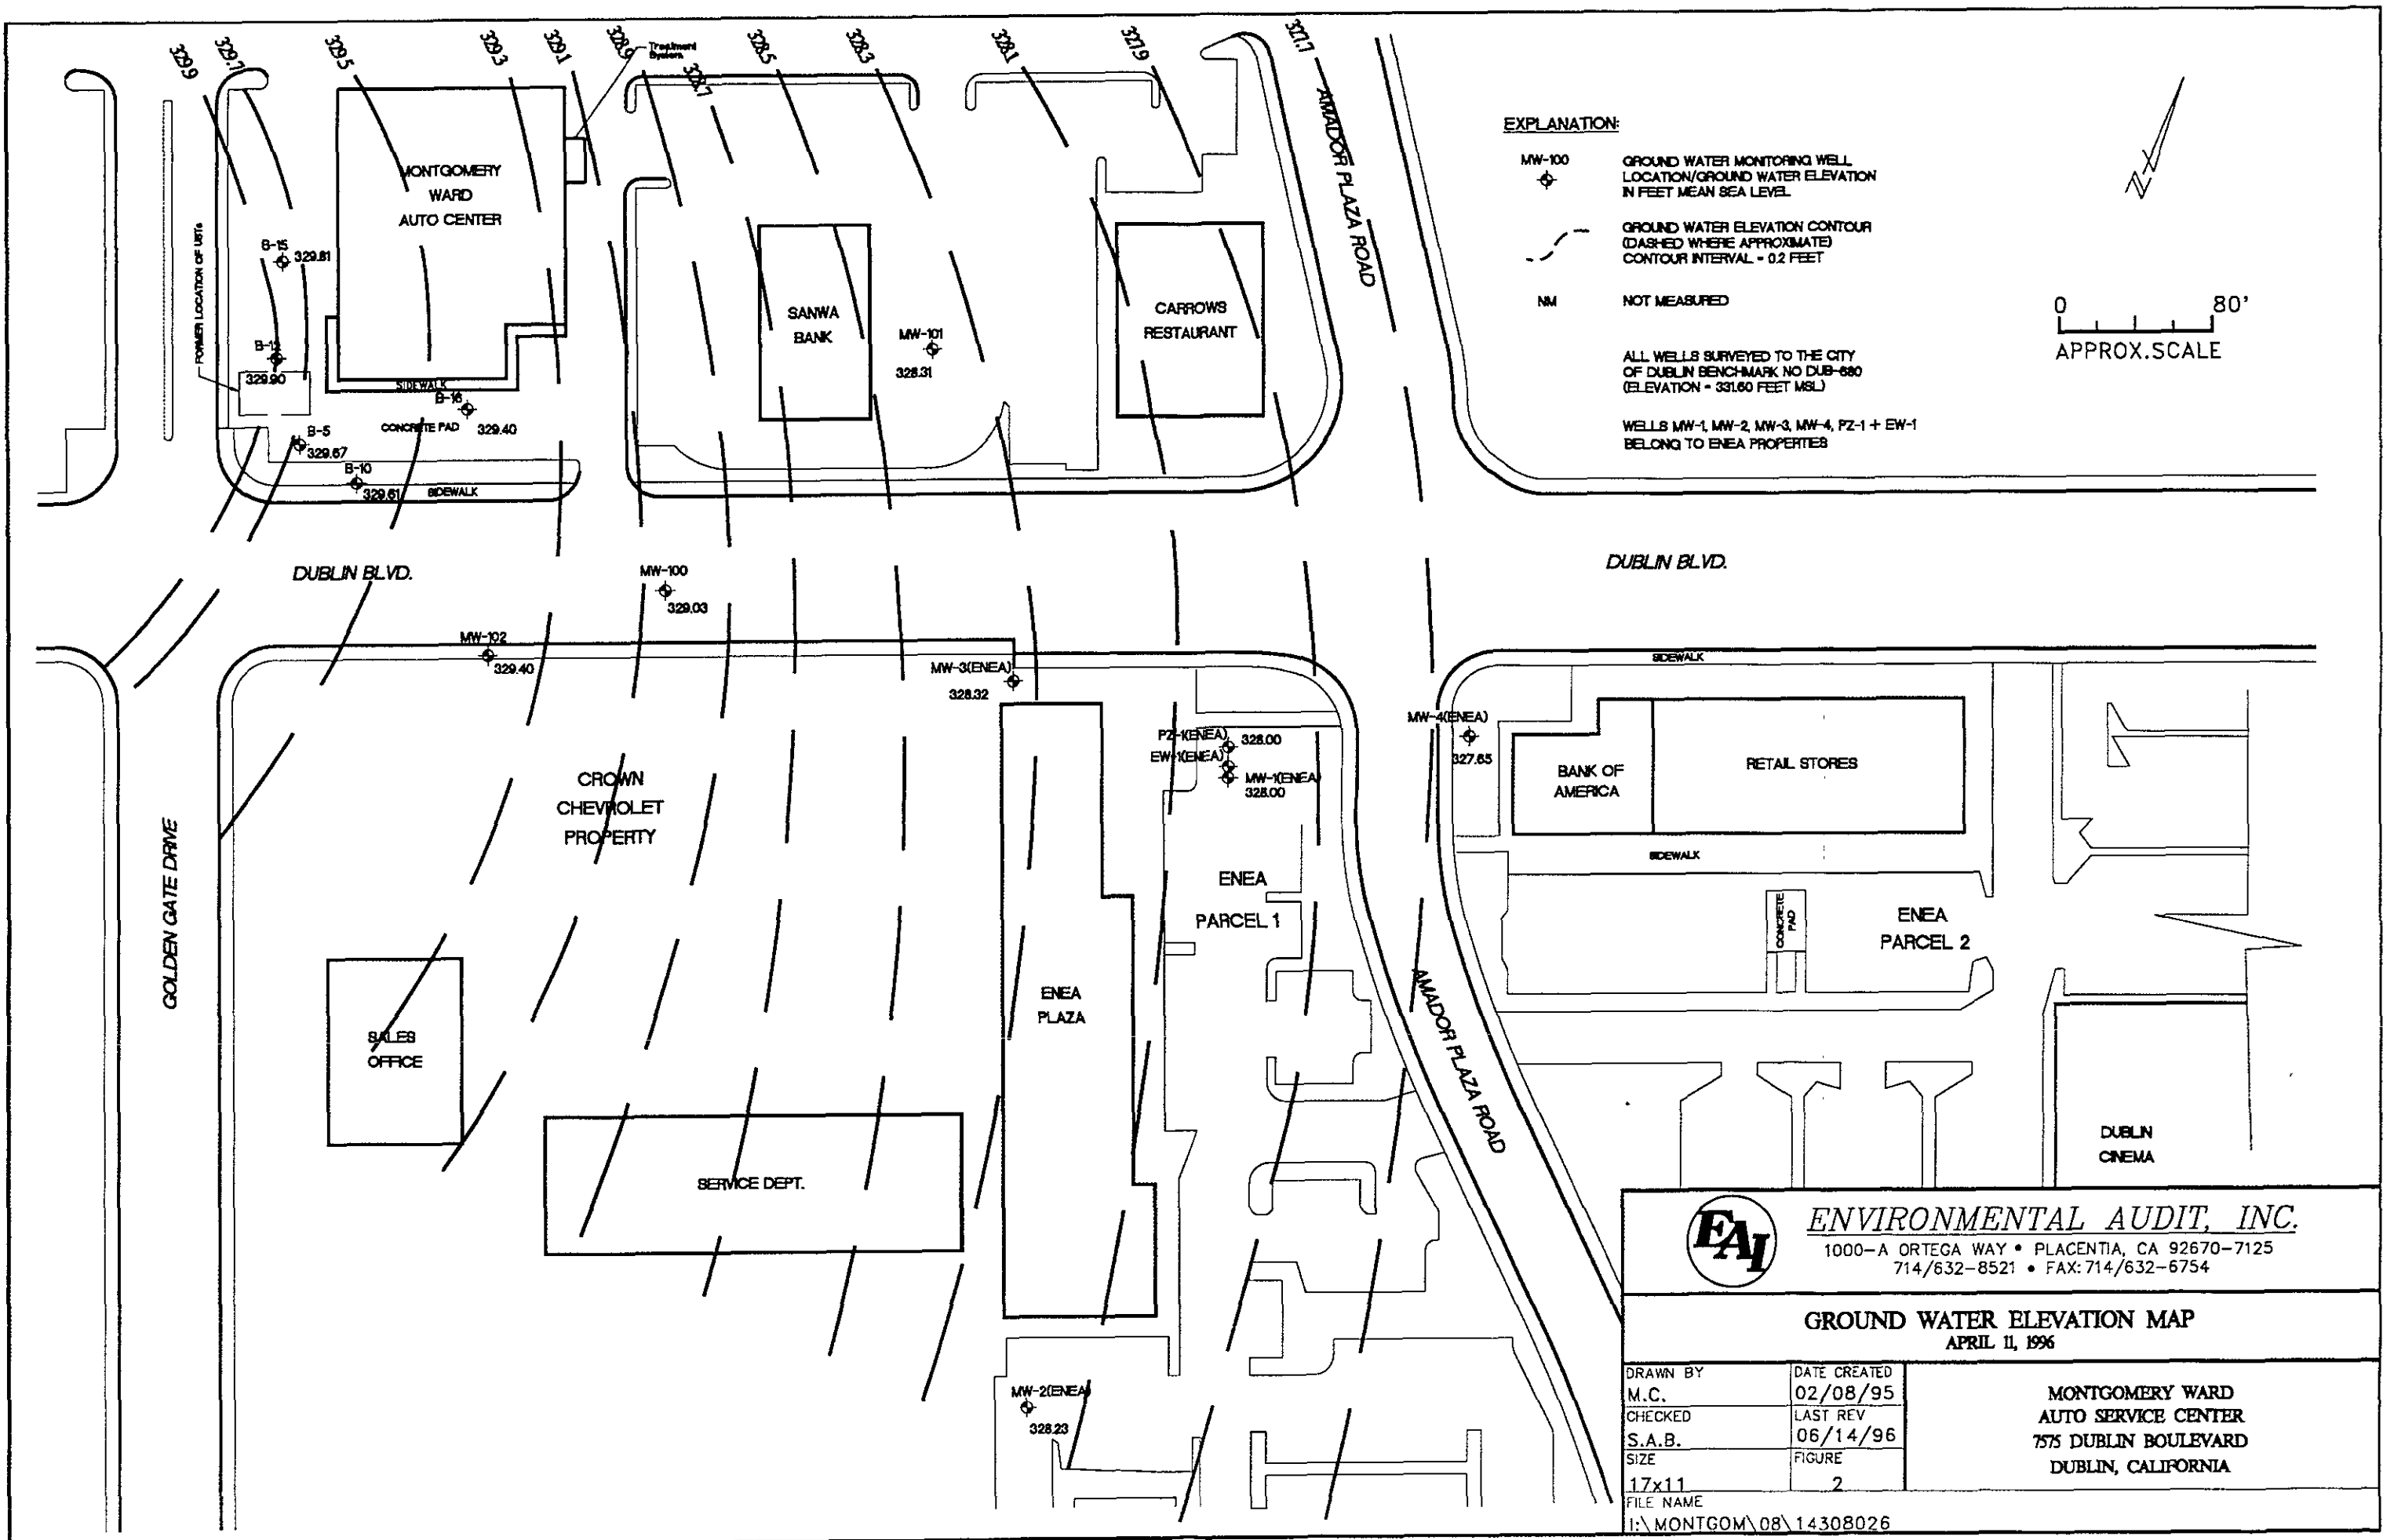 329.9
329.7
329.5
329.3
329.1
328.9
328.7
328.5
328.3
328.1
327.9
327.7
Treatment
System
MONTGOMERY
WARD
AUTO CENTER
FORMER LOCATION OF USTs
B-15
329.81
B-12
329.90
SIDEWALK
B-16
329.40
CONCRETE PAD
B-5
329.67
B-10
329.61
SIDEWALK
SANWA
BANK
MW-101
328.31
CARROWS
RESTAURANT
AMADOR PLAZA ROAD
EXPLANATION:
MW-100
GROUND WATER MONITORING WELL
LOCATION/GROUND WATER ELEVATION
IN FEET MEAN SEA LEVEL
GROUND WATER ELEVATION CONTOUR
(DASHED WHERE APPROXIMATE)
CONTOUR INTERVAL = 0.2 FEET
NM
NOT MEASURED
ALL WELLS SURVEYED TO THE CITY
OF DUBLIN BENCHMARK NO DUB-680
(ELEVATION = 331.60 FEET MSL)
WELLS MW-1, MW-2, MW-3, MW-4, PZ-1 + EW-1
BELONG TO ENEA PROPERTIES
N
0 80'
APPROX.SCALE
DUBLIN BLVD.
MW-100
329.03
DUBLIN BLVD.
MW-102
329.40
MW-3(ENEA)
328.32
SIDEWALK
PZ-1(ENEA)
328.00
EW-1(ENEA)
MW-1(ENEA)
328.00
MW-4(ENEA)
327.65
BANK OF
AMERICA
RETAIL STORES
SIDEWALK
CROWN
CHEVROLET
PROPERTY
GOLDEN GATE DRIVE
ENEA
PARCEL 1
CONCRETE
PAD
ENEA
PARCEL 2
SALES
OFFICE
ENEA
PLAZA
AMADOR PLAZA ROAD
SERVICE DEPT.
DUBLIN
CINEMA
MW-2(ENEA)
328.23
EAI
ENVIRONMENTAL AUDIT, INC.
1000-A ORTEGA WAY • PLACENTIA, CA 92670-7125
714/632-8521 • FAX: 714/632-6754
GROUND WATER ELEVATION MAP
APRIL 11, 1996
DRAWN BY
M.C.
DATE CREATED
02/08/95
CHECKED
S.A.B.
LAST REV
06/14/96
SIZE
17x11
FIGURE
2
MONTGOMERY WARD
AUTO SERVICE CENTER
7575 DUBLIN BOULEVARD
DUBLIN, CALIFORNIA
FILE NAME
I:\MONTGOM\08\14308026